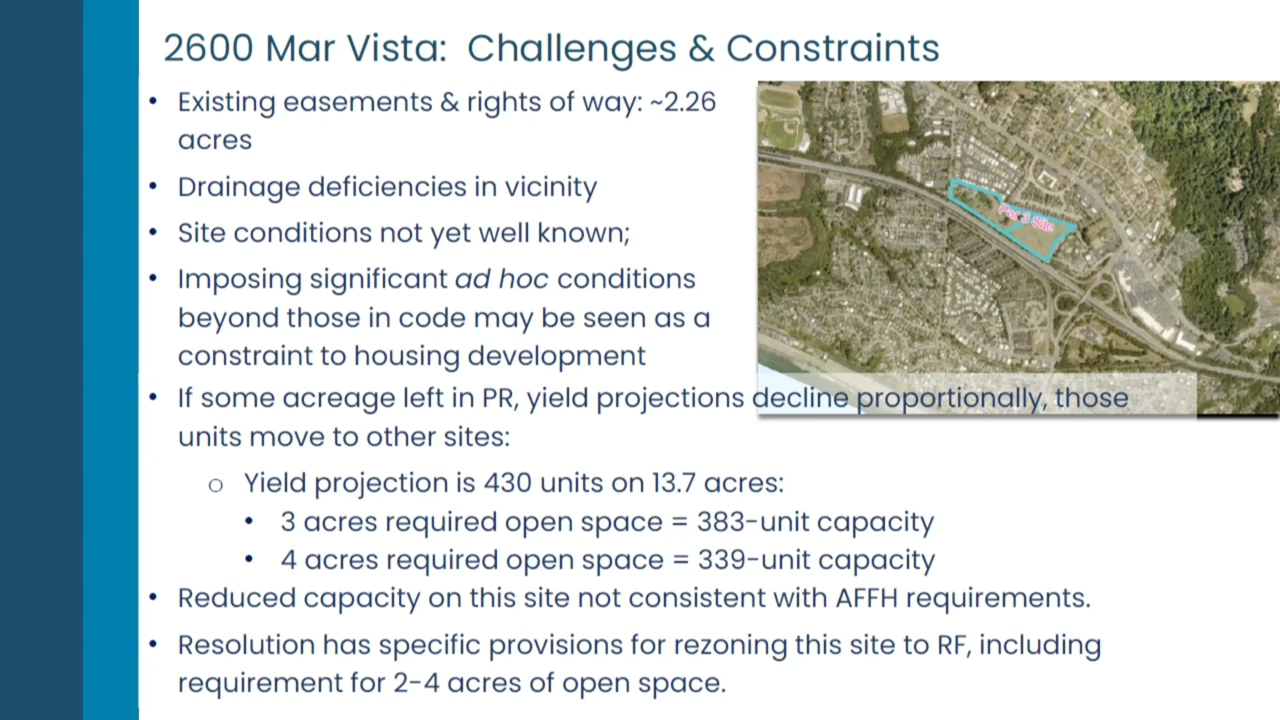 2600 Mar Vista: Challenges & Constraints
• Existing easements & rights of way: ~2.26
acres
• Drainage deficiencies in vicinity
• Site conditions not yet well known;
• Imposing significant ad hoc conditions
beyond those in code may be seen as a
constraint to housing development
Par 3 Site
• If some acreage left in PR, yield projections decline proportionally, those
units move to other sites:
o Yield projection is 430 units on 13.7 acres:
• 3 acres required open space = 383-unit capacity
• 4 acres required open space = 339-unit capacity
• Reduced capacity on this site not consistent with AFFH requirements.
• Resolution has specific provisions for rezoning this site to RF, including
requirement for 2-4 acres of open space.